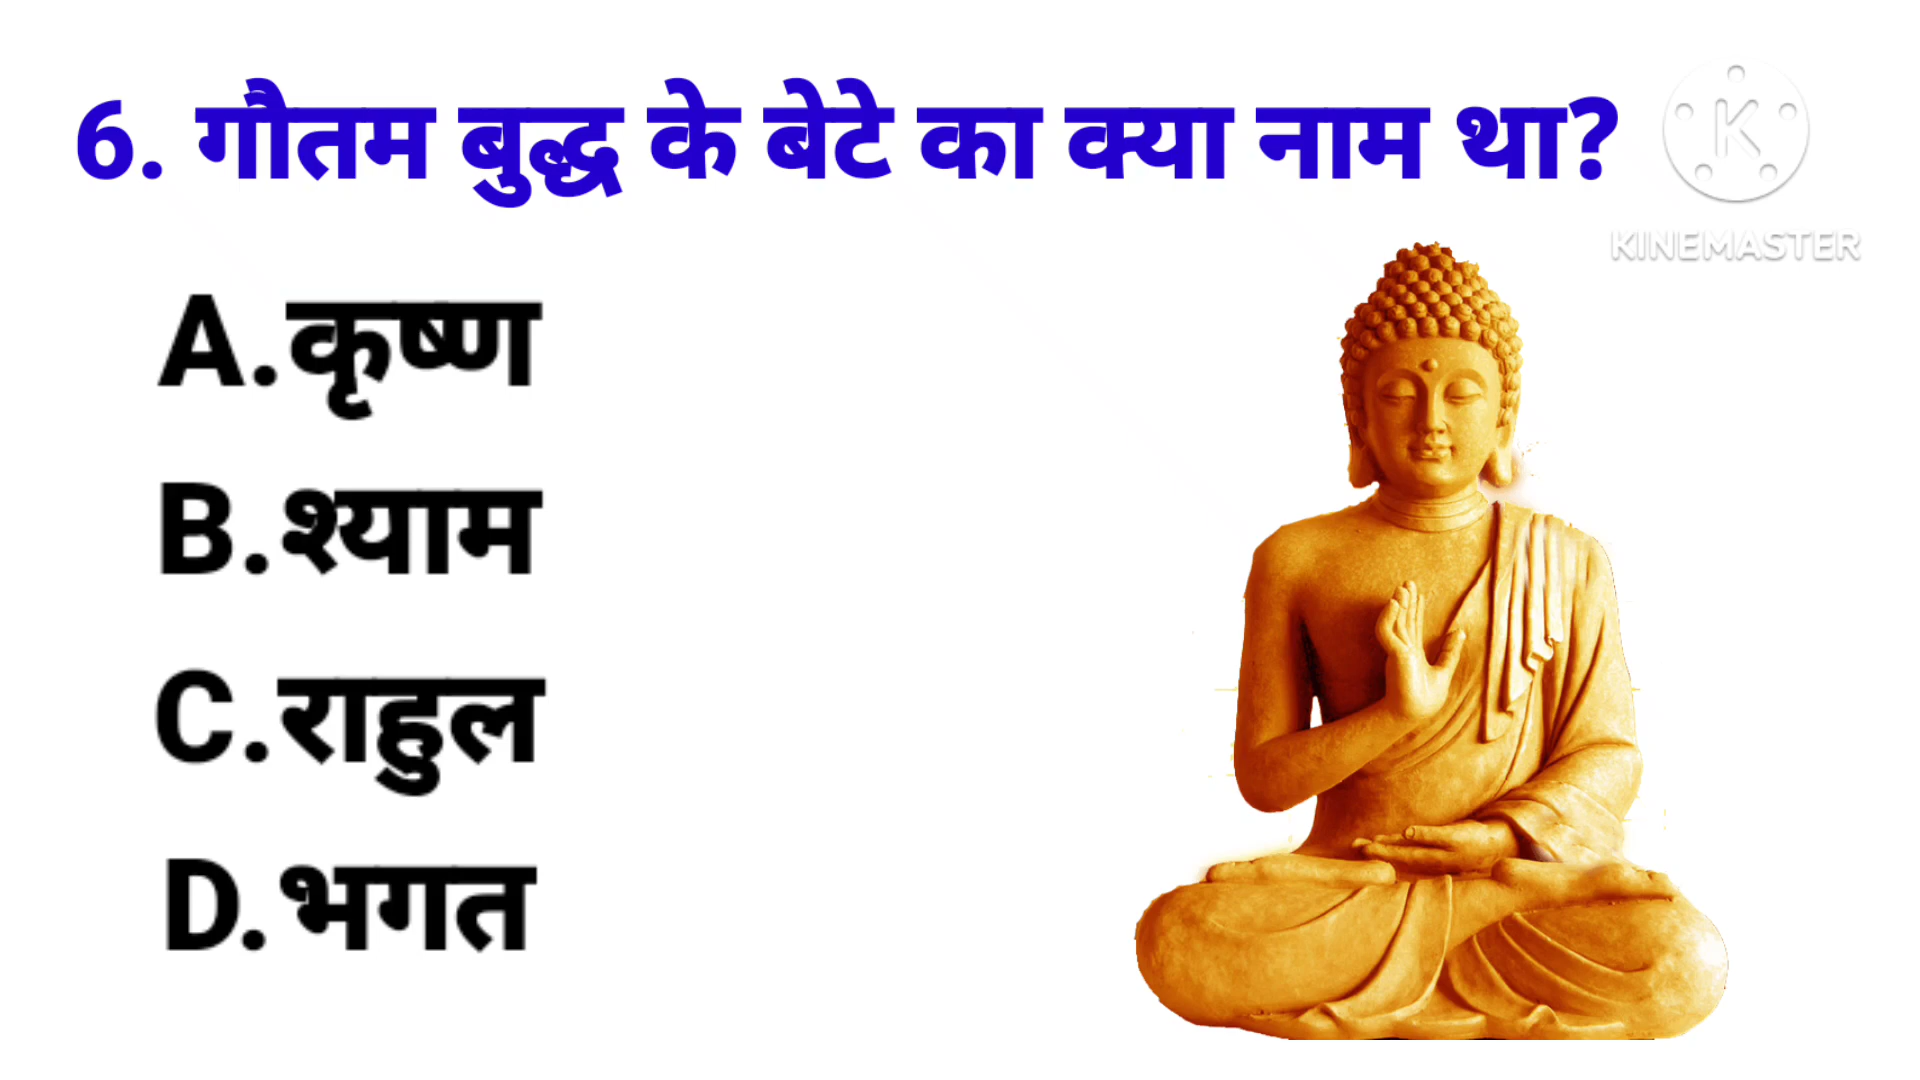 6. गौतम बुद्ध के बेटे का क्या नाम था?
K
KINEMASTER
A.कृष्ण
B.श्याम
C.राहुल
D.भगत